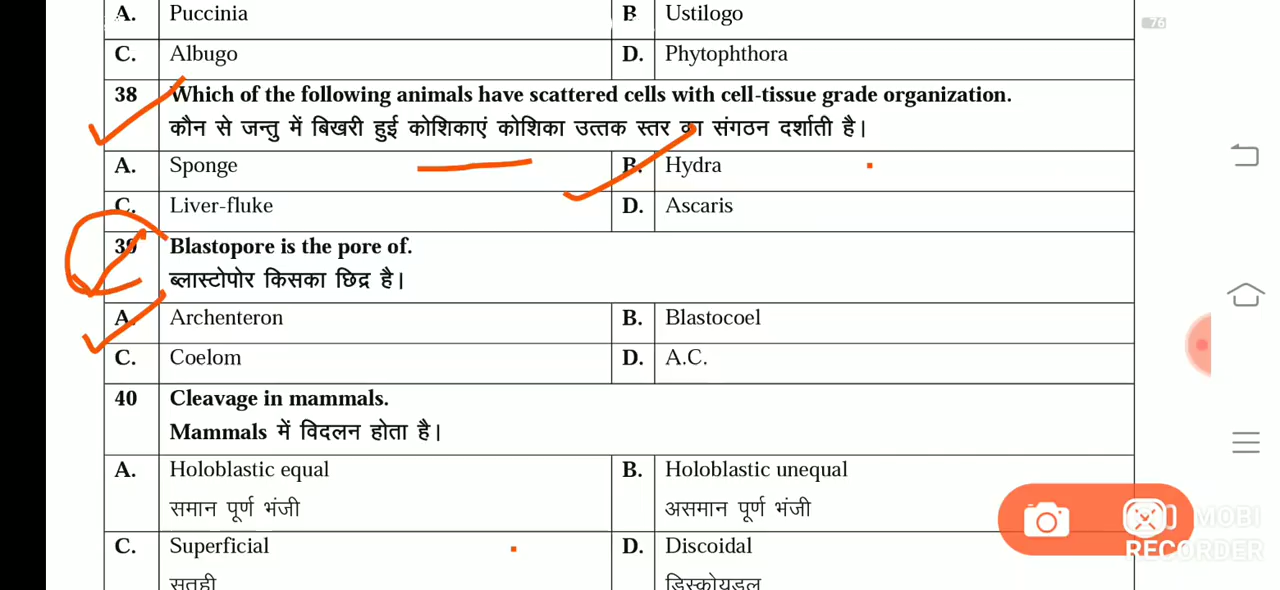 A. Puccinia B Ustilogo
76
C. Albugo D. Phytophthora
38 Which of the following animals have scattered cells with cell-tissue grade organization.
कौन से जन्तु में बिखरी हुई कोशिकाएं कोशिका उत्तक स्तर का संगठन दर्शाती है।
A. Sponge B. Hydra
C. Liver-fluke D. Ascaris
39 Blastopore is the pore of.
ब्लास्टोपोर किसका छिद्र है।
A. Archenteron B. Blastocoel
C. Coelom D. A.C.
40 Cleavage in mammals.
Mammals में विदलन होता है।
A. Holoblastic equal B. Holoblastic unequal
समान पूर्ण भंजी असमान पूर्ण भंजी
MOBI
RECORDER
C. Superficial D. Discoidal
सतही डिस्कोयडल